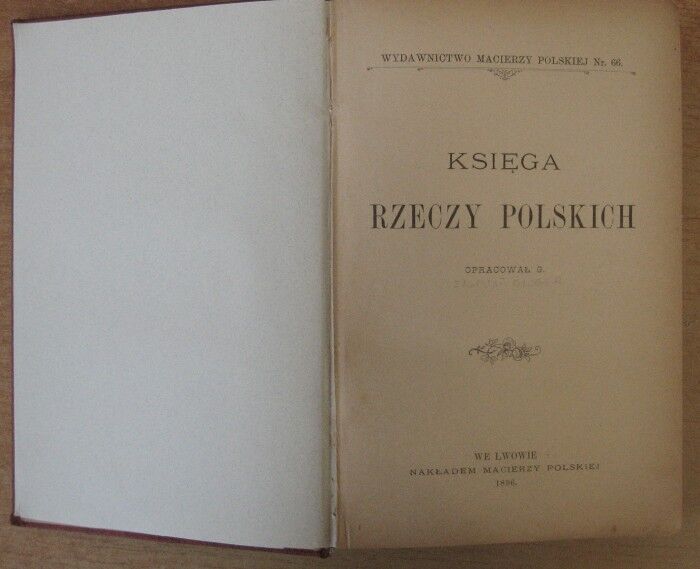 WYDAWNICTWO MACIERZY POLSKIEJ Nr. 66.
KSIĘGA
RZECZY POLSKICH
OPRACOWAŁ G.
WE LWOWIE
NAKŁADEM MACIERZY POLSKIEJ
1896.